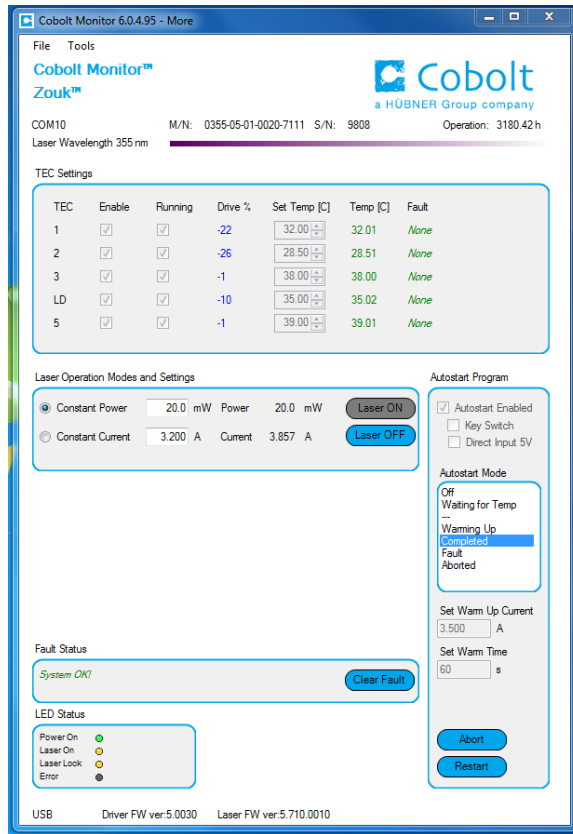 Cobolt Monitor 6.0.4.95 - More
File Tools
Cobolt Monitor™
Zouk™
Cobolt
a HÜBNER Group company
COM10 M/N: 0355-05-01-0020-7111 S/N: 9808 Operation: 3180.42 h
Laser Wavelength 355 nm
TEC Settings
TEC Enable Running Drive % Set Temp [C] Temp [C] Fault
1 -22 32.00 32.01 None
2 -26 28.50 28.51 None
3 -1 38.00 38.00 None
LD -10 35.00 35.02 None
5 -1 39.00 39.01 None
Laser Operation Modes and Settings
Constant Power 20.0 mW Power 20.0 mW Laser ON
Constant Current 3.200 A Current 3.857 A Laser OFF
Autostart Program
Autostart Enabled
Key Switch
Direct Input 5V
Autostart Mode
Off
Waiting for Temp
---
Warming Up
Completed
Fault
Aborted
Set Warm Up Current
3.500 A
Set Warm Time
60 s
Abort
Restart
Fault Status
System OK!
Clear Fault
LED Status
Power On
Laser On
Laser Lock
Error
USB Driver FW ver:5.0030 Laser FW ver:5.710.0010